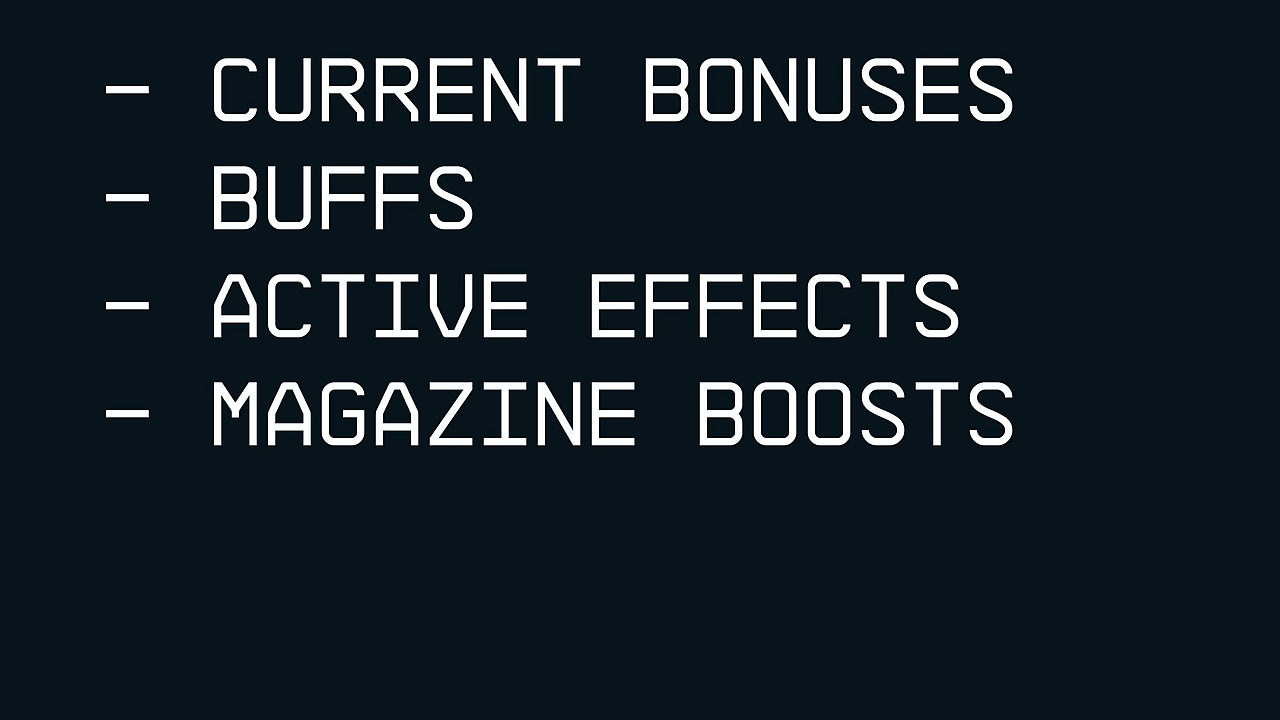 - CURRENT BONUSES
- BUFFS
- ACTIVE EFFECTS
- MAGAZINE BOOSTS